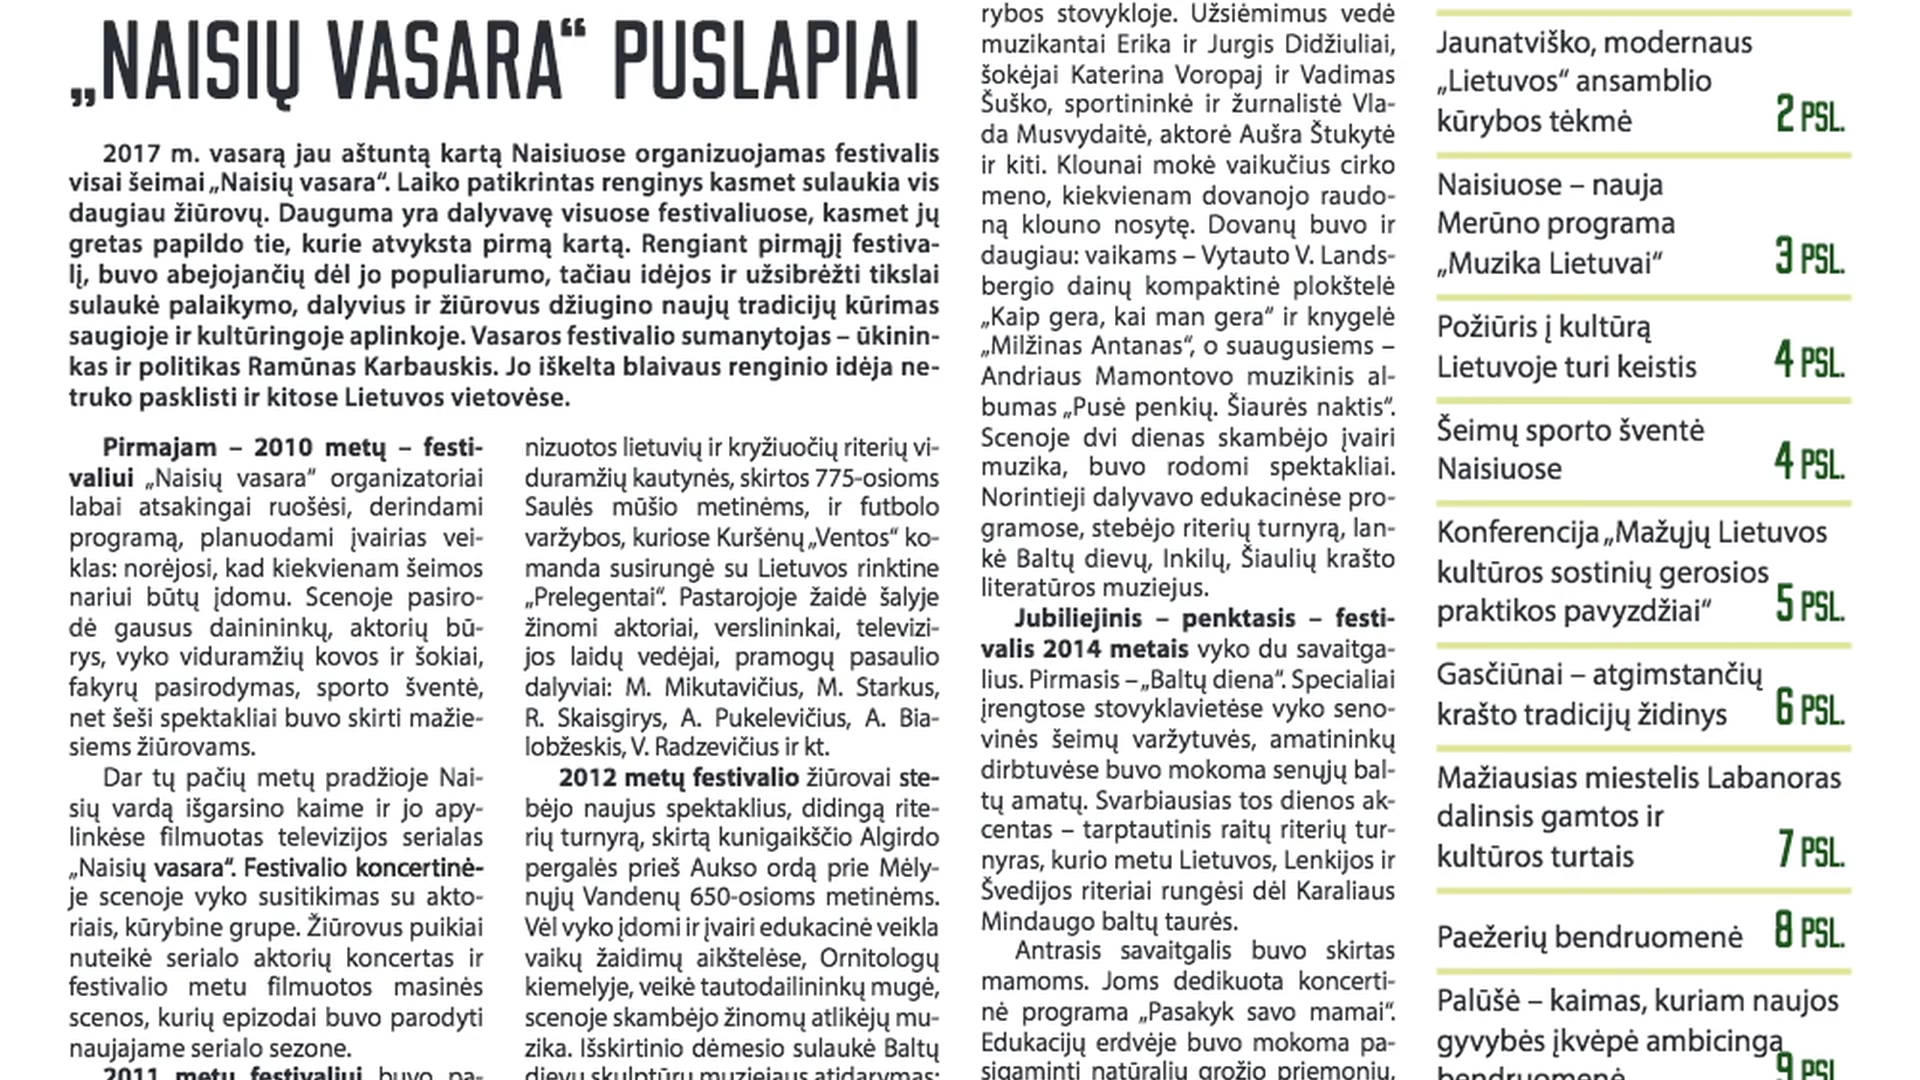 „NAISIŲ VASARA“ PUSLAPIAI
2017 m. vasarą jau aštuntą kartą Naisiuose organizuojamas festivalis
visai šeimai „Naisių vasara“. Laiko patikrintas renginys kasmet sulaukia vis
daugiau žiūrovų. Dauguma yra dalyvavę visuose festivaliuose, kasmet jų
gretas papildo tie, kurie atvyksta pirmą kartą. Rengiant pirmąjį festiva-
lį, buvo abejojančių dėl jo populiarumo, tačiau idėjos ir užsibrėžti tikslai
sulaukė palaikymo, dalyvius ir žiūrovus džiugino naujų tradicijų kūrimas
saugioje ir kultūringoje aplinkoje. Vasaros festivalio sumanytojas – ūkinin-
kas ir politikas Ramūnas Karbauskis. Jo iškelta blaivaus renginio idėja ne-
truko pasklisti ir kitose Lietuvos vietovėse.
Pirmajam – 2010 metų – festi-
valiui „Naisių vasara“ organizatoriai
labai atsakingai ruošėsi, derindami
programą, planuodami įvairias vei-
klas: norėjosi, kad kiekvienam šeimos
nariui būtų įdomu. Scenoje pasiro-
dė gausus dainininkų, aktorių bū-
rys, vyko viduramžių kovos ir šokiai,
fakyrų pasirodymas, sporto šventė,
net šeši spektakliai buvo skirti mažie-
siems žiūrovams.
Dar tų pačių metų pradžioje Nai-
sių vardą išgarsino kaime ir jo apy-
linkėse filmuotas televizijos serialas
„Naisių vasara“. Festivalio koncertinė-
je scenoje vyko susitikimas su akto-
riais, kūrybine grupe. Žiūrovus puikiai
nuteikė serialo aktorių koncertas ir
festivalio metu filmuotos masinės
scenos, kurių epizodai buvo parodyti
naujajame serialo sezone.
2011 metų festivaliui buvo pa-
nizuotos lietuvių ir kryžiuočių riterių vi-
duramžių kautynės, skirtos 775-osioms
Saulės mūšio metinėms, ir futbolo
varžybos, kuriose Kuršėnų „Ventos“ ko-
manda susirungė su Lietuvos rinktine
„Prelegentai“. Pastarojoje žaidė šalyje
žinomi aktoriai, verslininkai, televizi-
jos laidų vedėjai, pramogų pasaulio
dalyviai: M. Mikutavičius, M. Starkus,
R. Skaisgirys, A. Pukelevičius, A. Bia-
lobžeskis, V. Radzevičius ir kt.
2012 metų festivalio žiūrovai ste-
bėjo naujus spektaklius, didingą rite-
rių turnyrą, skirtą kunigaikščio Algirdo
pergalės prieš Aukso ordą prie Mėly-
nųjų Vandenų 650-osioms metinėms.
Vėl vyko įdomi ir įvairi edukacinė veikla
vaikų žaidimų aikštelėse, Ornitologų
kiemelyje, veikė tautodailininkų mugė,
scenoje skambėjo žinomų atlikėjų mu-
zika. Išskirtinio dėmesio sulaukė Baltų
dievų skulptūrų muziejaus atidarymas;
rybos stovykloje. Užsiėmimus vedė
muzikantai Erika ir Jurgis Didžiuliai,
šokėjai Katerina Voropaj ir Vadimas
Šuško, sportininkė ir žurnalistė Vla-
da Musvydaitė, aktorė Aušra Štukytė
ir kiti. Klounai mokė vaikučius cirko
meno, kiekvienam dovanojo raudo-
ną klouno nosytę. Dovanų buvo ir
daugiau: vaikams – Vytauto V. Lands-
bergio dainų kompaktinė plokštelė
„Kaip gera, kai man gera“ ir knygelė
„Milžinas Antanas“, o suaugusiems –
Andriaus Mamontovo muzikinis al-
bumas „Pusė penkių. Šiaurės naktis“.
Scenoje dvi dienas skambėjo įvairi
muzika, buvo rodomi spektakliai.
Norintieji dalyvavo edukacinėse pro-
gramose, stebėjo riterių turnyrą, lan-
kė Baltų dievų, Inkilų, Šiaulių krašto
literatūros muziejus.
Jubiliejinis – penktasis – festi-
valis 2014 metais vyko du savaitga-
lius. Pirmasis – „Baltų diena“. Specialiai
įrengtose stovyklavietėse vyko seno-
vinės šeimų varžytuvės, amatininkų
dirbtuvėse buvo mokoma senųjų bal-
tų amatų. Svarbiausias tos dienos ak-
centas – tarptautinis raitų riterių tur-
nyras, kurio metu Lietuvos, Lenkijos ir
Švedijos riteriai rungėsi dėl Karaliaus
Mindaugo baltų taurės.
Antrasis savaitgalis buvo skirtas
mamoms. Joms dedikuota koncerti-
nė programa „Pasakyk savo mamai“.
Edukacijų erdvėje buvo mokoma pa-
sigaminti natūralių grožio priemonių,
Jaunatviško, modernaus
„Lietuvos“ ansamblio
kūrybos tėkmė 2 PSL.
Naisiuose – nauja
Merūno programa
„Muzika Lietuvai“ 3 PSL.
Požiūris į kultūrą
Lietuvoje turi keistis 4 PSL.
Šeimų sporto šventė
Naisiuose 4 PSL.
Konferencija „Mažųjų Lietuvos
kultūros sostinių gerosios
praktikos pavyzdžiai“ 5 PSL.
Gasčiūnai – atgimstančių
krašto tradicijų židinys 6 PSL.
Mažiausias miestelis Labanoras
dalinsis gamtos ir
kultūros turtais 7 PSL.
Paežerių bendruomenė 8 PSL.
Palūšė – kaimas, kuriam naujos
gyvybės įkvėpė ambicinga
bendruomenė 9 PSL.